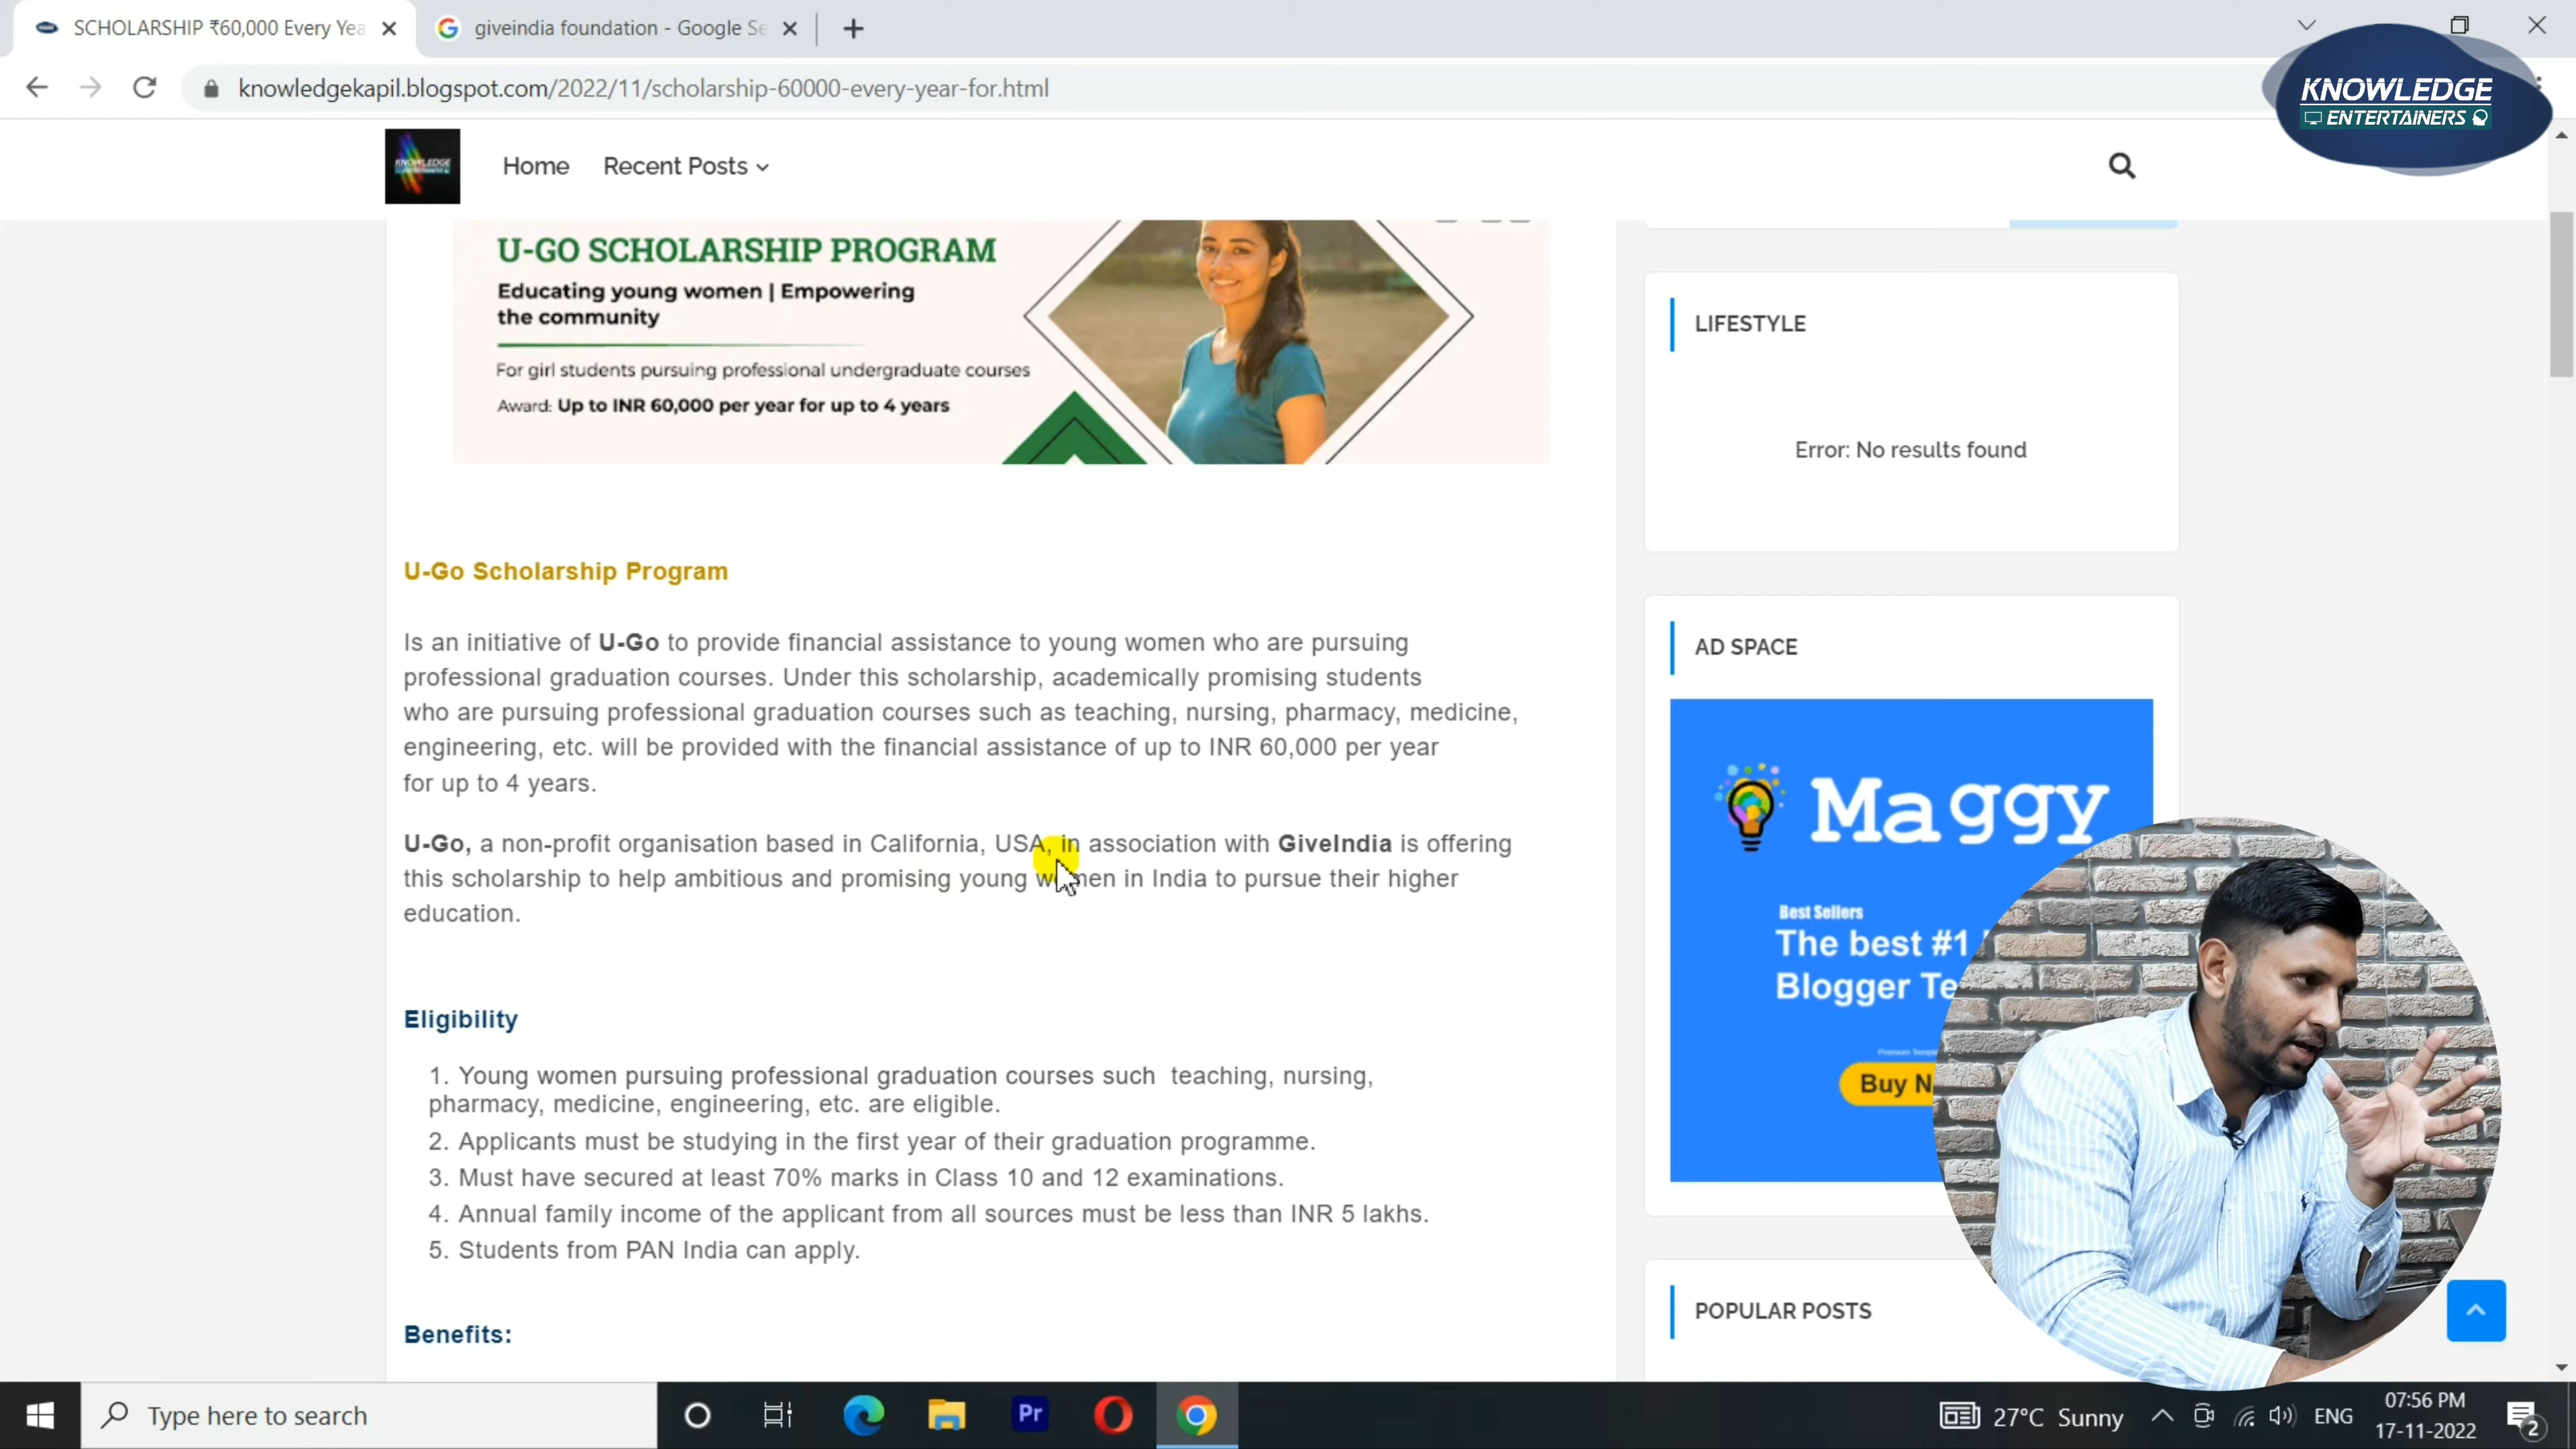 SCHOLARSHIP ₹60,000 Every Yea
giveindia foundation - Google Se
knowledgekapil.blogspot.com/2022/11/scholarship-60000-every-year-for.html
KNOWLEDGE
ENTERTAINERS
KNOWLEDGE
Home
Recent Posts
U-GO SCHOLARSHIP PROGRAM
Educating young women | Empowering
the community
For girl students pursuing professional undergraduate courses
Award: Up to INR 60,000 per year for up to 4 years
U-Go Scholarship Program
Is an initiative of U-Go to provide financial assistance to young women who are pursuing
professional graduation courses. Under this scholarship, academically promising students
who are pursuing professional graduation courses such as teaching, nursing, pharmacy, medicine,
engineering, etc. will be provided with the financial assistance of up to INR 60,000 per year
for up to 4 years.
U-Go, a non-profit organisation based in California, USA, in association with GiveIndia is offering
this scholarship to help ambitious and promising young women in India to pursue their higher
education.
Eligibility
1. Young women pursuing professional graduation courses such teaching, nursing,
pharmacy, medicine, engineering, etc. are eligible.
2. Applicants must be studying in the first year of their graduation programme.
3. Must have secured at least 70% marks in Class 10 and 12 examinations.
4. Annual family income of the applicant from all sources must be less than INR 5 lakhs.
5. Students from PAN India can apply.
Benefits:
LIFESTYLE
Error: No results found
AD SPACE
Maggy
Best Sellers
The best #1
Blogger Te
Buy N
POPULAR POSTS
Type here to search
Pr
27°C Sunny
ENG
07:56 PM
17-11-2022
2